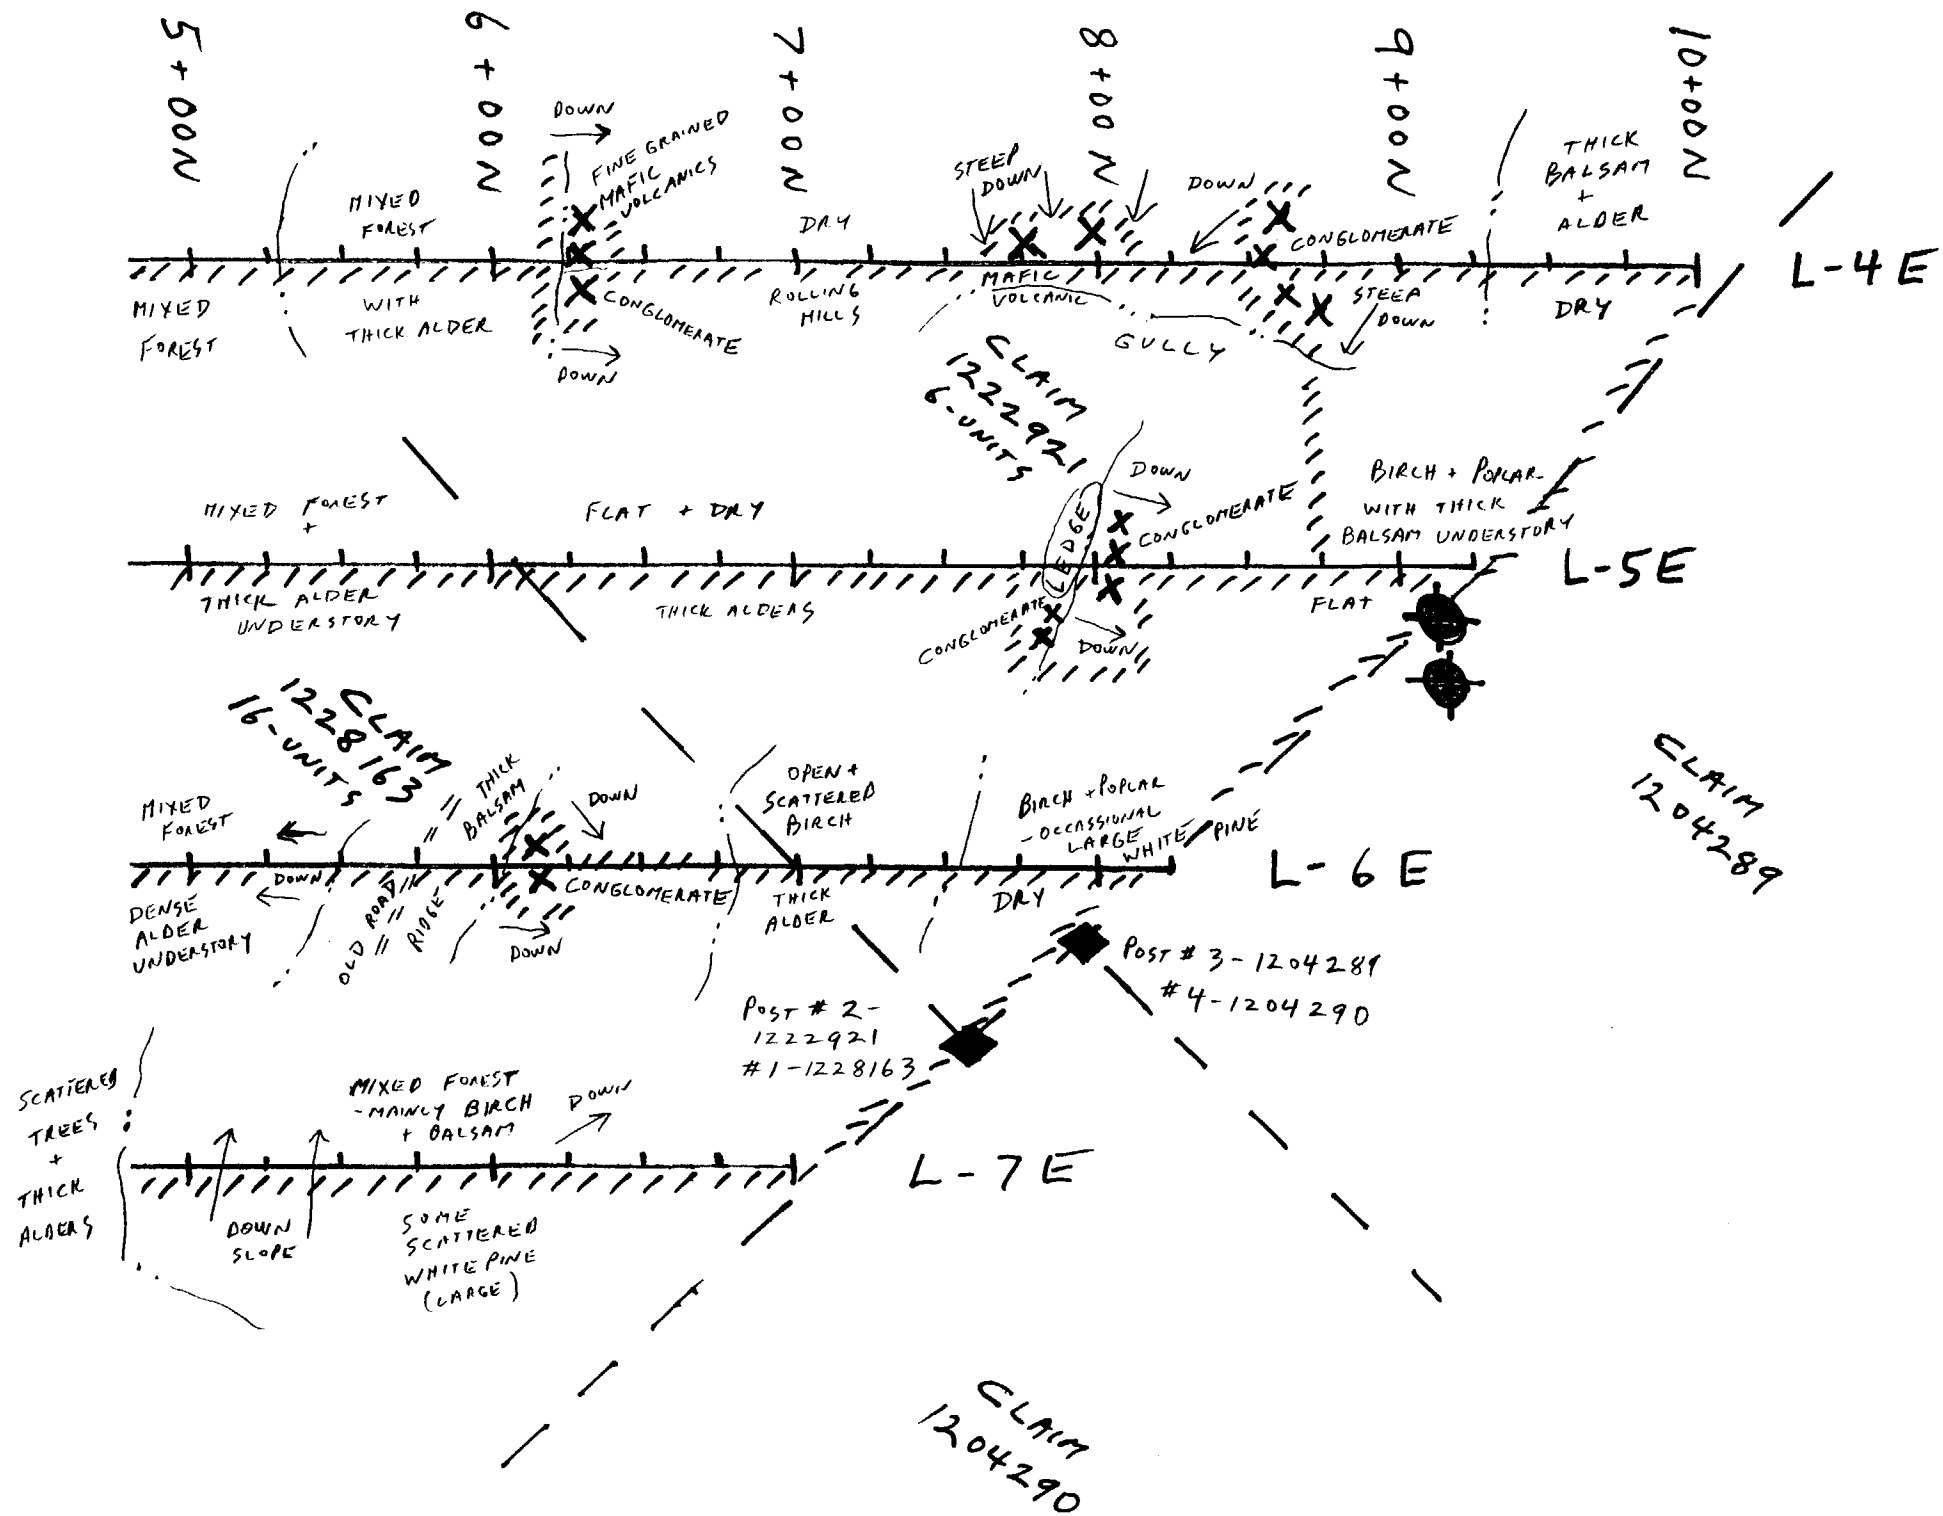 5+00N
6+00N
7+00N
8+00N
9+00N
10+00N
DOWN
FINE GRAINED
MAFIC
VOLCANICS
MIXED
FOREST
DRY
STEEP
DOWN
DOWN
CONGLOMERATE
THICK
BALSAM
+
ALDER
L-4E
MIXED
FOREST
WITH
THICK ALDER
CONGLOMERATE
DOWN
ROLLING
HILLS
MAFIC
VOLCANIC
GULLY
STEEP
DOWN
DRY
CLAIM
1222921
6-UNITS
MIXED FOREST
+
FLAT + DRY
LEDGE
DOWN
CONGLOMERATE
BIRCH + POPLAR
WITH THICK
BALSAM UNDERSTORY
L-5E
THICK ALDER
UNDERSTORY
THICK ALDERS
CONGLOMERATE
DOWN
FLAT
CLAIM
1228163
16-UNITS
CLAIM
1204289
MIXED
FOREST
THICK
BALSAM
DOWN
OPEN +
SCATTERED
BIRCH
BIRCH + POPLAR
-OCCASSIONAL
LARGE
WHITE PINE
L-6E
DOWN
DENSE
ALDER
UNDERSTORY
OLD ROAD
RIDGE
CONGLOMERATE
DOWN
THICK
ALDER
DRY
POST # 3-1204289
#4-1204290
POST # 2-
1222921
#1-1228163
SCATTERED
TREES
+
THICK
ALDERS
MIXED FOREST
-MAINLY BIRCH
+ BALSAM
DOWN
L-7E
DOWN
SLOPE
SOME
SCATTERED
WHITE PINE
(LARGE)
CLAIM
1204290